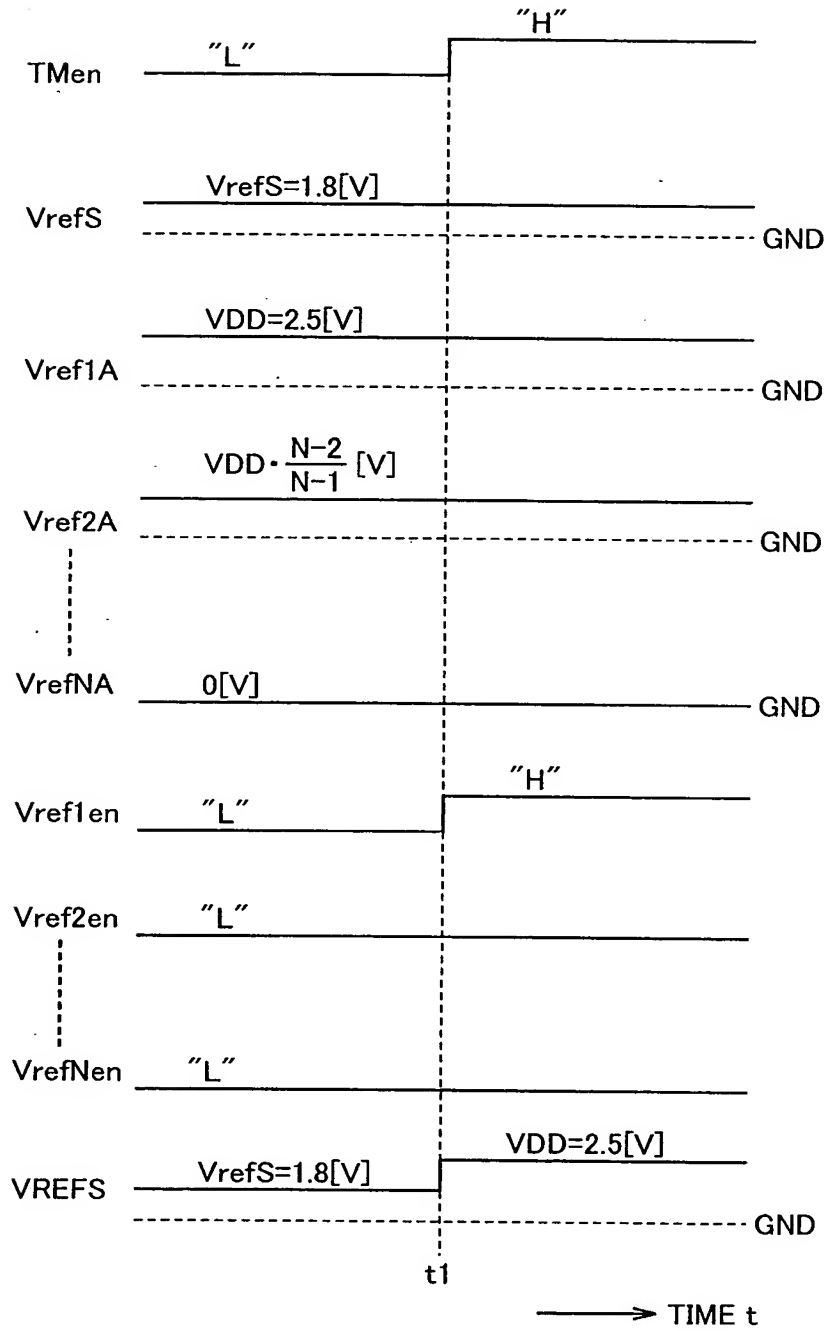 TMen "L" "H"
VrefS VrefS=1.8[V] GND
Vref1A VDD=2.5[V] GND
Vref2A VDD·N-2/N-1 [V] GND
VrefNA 0[V] GND
Vref1en "L" "H"
Vref2en "L"
VrefNen "L"
VREFS VrefS=1.8[V] VDD=2.5[V] GND
t1
TIME t